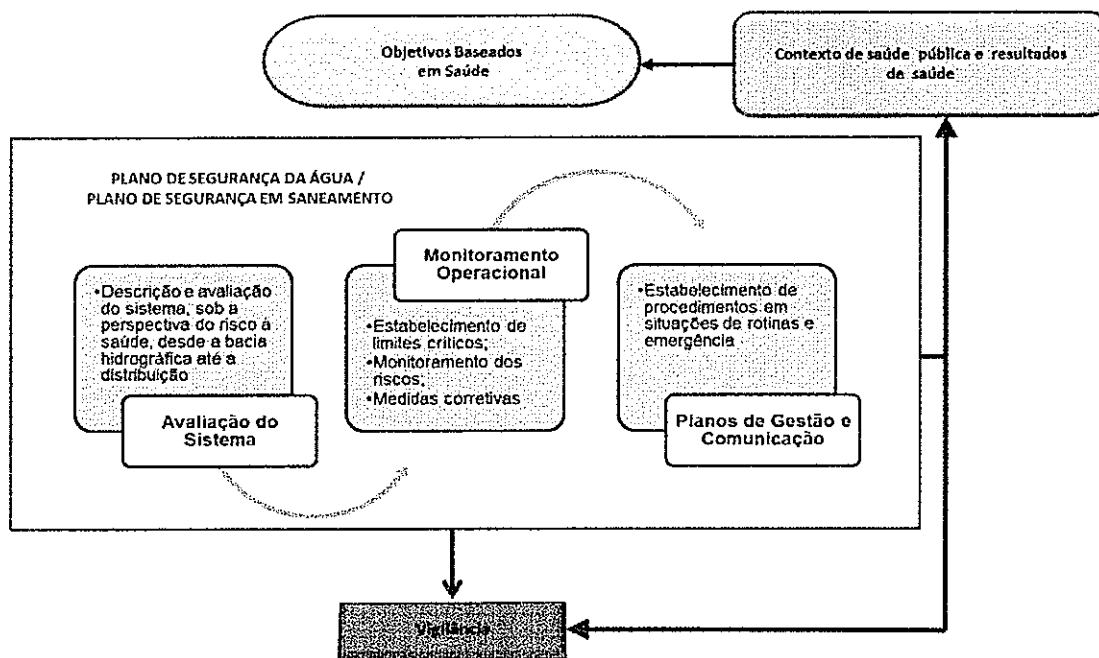 Objetivos Baseados
em Saúde
Contexto de saúde pública e resultados
de saúde
PLANO DE SEGURANÇA DA ÁGUA /
PLANO DE SEGURANÇA EM SANEAMENTO
•Descrição e avaliação
do sistema, sob a
perspectiva do risco à
saúde, desde a bacia
hidrográfica até a
distribuição
Avaliação do
Sistema
Monitoramento
Operacional
•Estabelecimento de
limites críticos;
•Monitoramento dos
riscos;
•Medidas corretivas
•Estabelecimento de
procedimentos em
situações de rotinas e
emergência
Planos de Gestão e
Comunicação
Vigilância